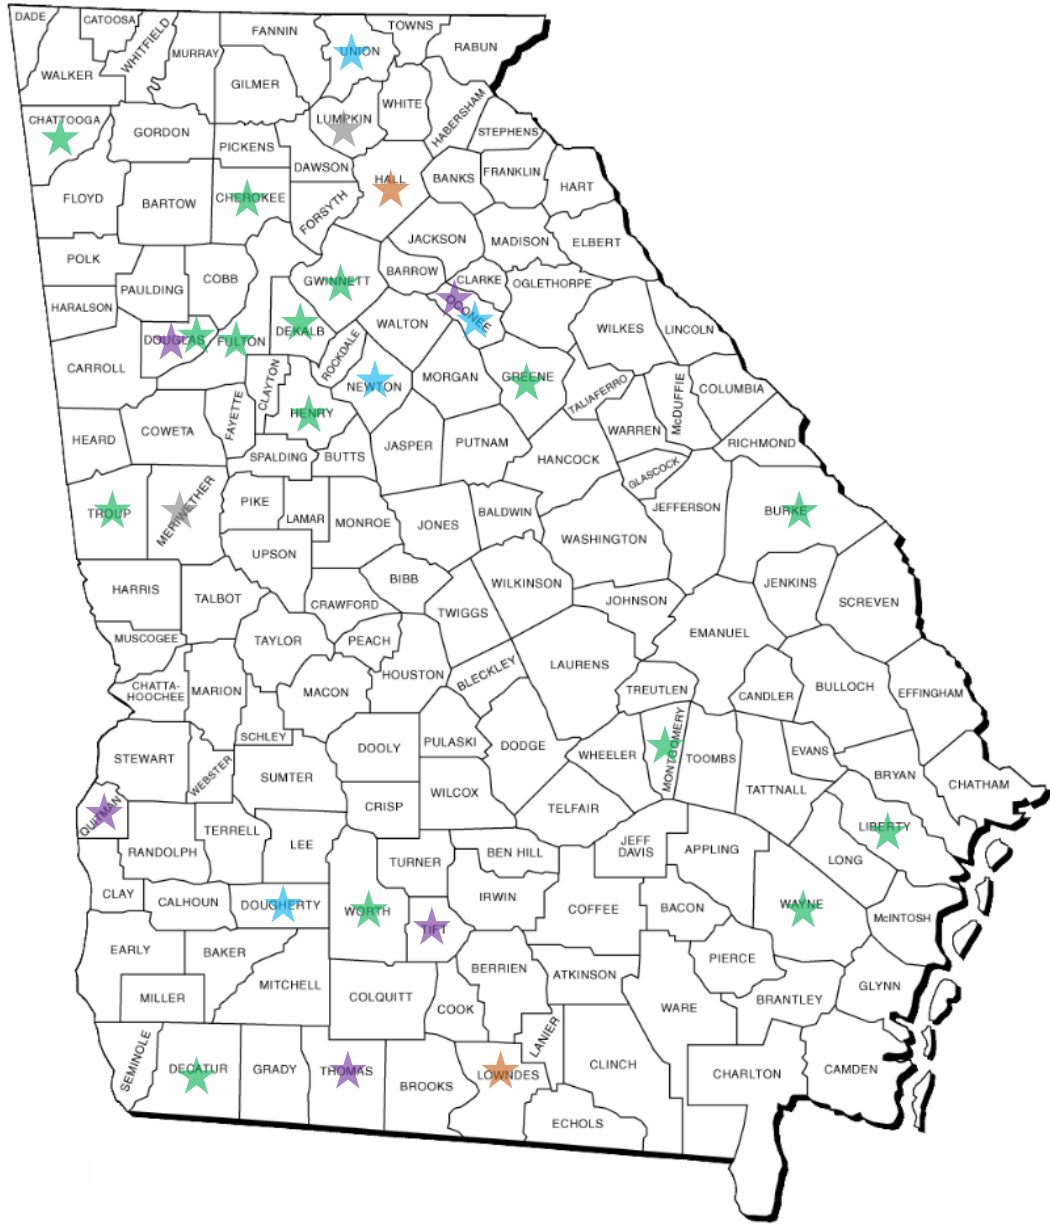 DADE
CATOOSA
WHITFIELD
MURRAY
FANNIN
UNION
TOWNS
RABUN
WALKER
GILMER
LUMPKIN
WHITE
HABERSHAM
STEPHENS
CHATTOOGA
GORDON
PICKENS
DAWSON
HALL
BANKS
FRANKLIN
HART
FLOYD
BARTOW
CHEROKEE
FORSYTH
JACKSON
MADISON
ELBERT
POLK
PAULDING
COBB
GWINNETT
BARROW
CLARKE
OCONEE
OGLETHORPE
HARALSON
DOUGLAS
FULTON
DEKALB
ROCKDALE
WALTON
WILKES
LINCOLN
CARROLL
CLAYTON
FAYETTE
HENRY
NEWTON
MORGAN
GREENE
TALIAFERRO
McDUFFIE
COLUMBIA
HEARD
COWETA
SPALDING
BUTTS
JASPER
PUTNAM
HANCOCK
WARREN
GLASCOCK
RICHMOND
TROUP
MERIWETHER
PIKE
LAMAR
MONROE
JONES
BALDWIN
WASHINGTON
JEFFERSON
BURKE
UPSON
HARRIS
TALBOT
CRAWFORD
BIBB
TWIGGS
WILKINSON
JOHNSON
JENKINS
SCREVEN
MUSCOGEE
TAYLOR
PEACH
HOUSTON
BLECKLEY
LAURENS
EMANUEL
CHATTA-
HOOCHEE
MARION
MACON
TREUTLEN
CANDLER
BULLOCH
EFFINGHAM
STEWART
WEBSTER
SCHLEY
SUMTER
DOOLY
PULASKI
DODGE
WHEELER
MONTGOMERY
TOOMBS
EVANS
TATTNALL
BRYAN
CHATHAM
QUITMAN
RANDOLPH
TERRELL
LEE
CRISP
WILCOX
TELFAIR
JEFF
DAVIS
APPLING
LONG
LIBERTY
CLAY
CALHOUN
DOUGHERTY
WORTH
TURNER
TIFT
BEN HILL
IRWIN
COFFEE
BACON
WAYNE
McINTOSH
EARLY
BAKER
MITCHELL
MILLER
COLQUITT
BERRIEN
COOK
ATKINSON
PIERCE
WARE
BRANTLEY
GLYNN
SEMINOLE
DECATUR
GRADY
THOMAS
BROOKS
LOWNDES
LANIER
CLINCH
ECHOLS
CHARLTON
CAMDEN